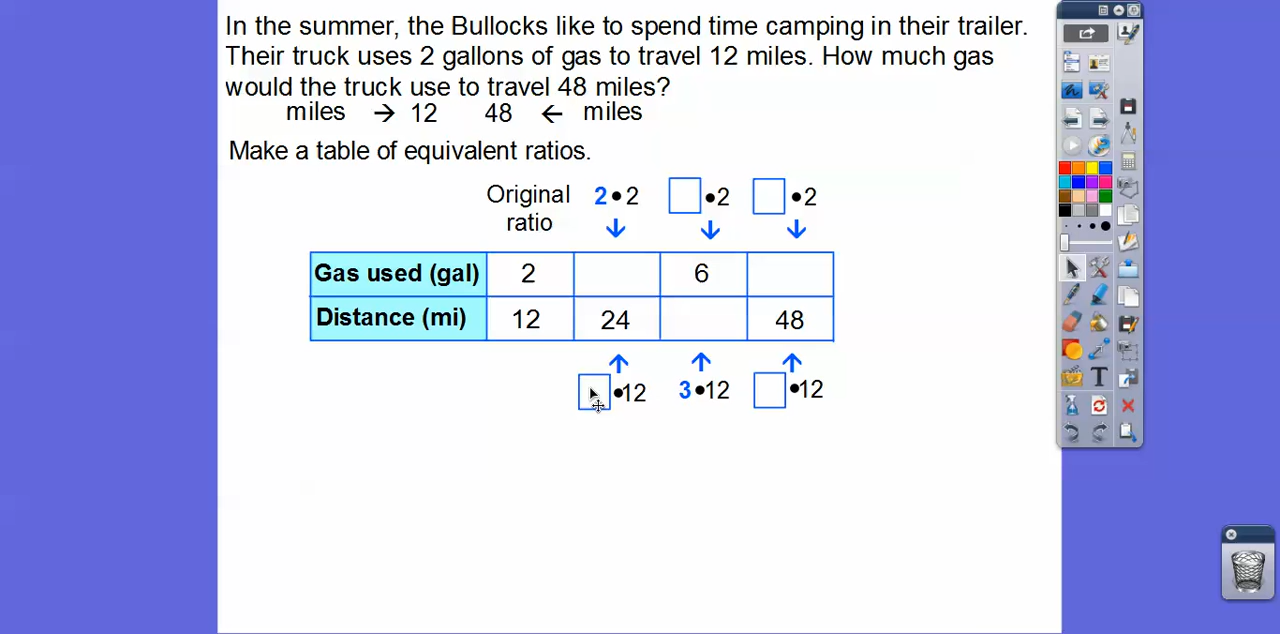 In the summer, the Bullocks like to spend time camping in their trailer.
Their truck uses 2 gallons of gas to travel 12 miles. How much gas
would the truck use to travel 48 miles?
miles → 12 48 ← miles
Make a table of equivalent ratios.
Original 2•2 •2 •2
ratio
Gas used (gal) 2 6
Distance (mi) 12 24 48
•12 3•12 •12
T